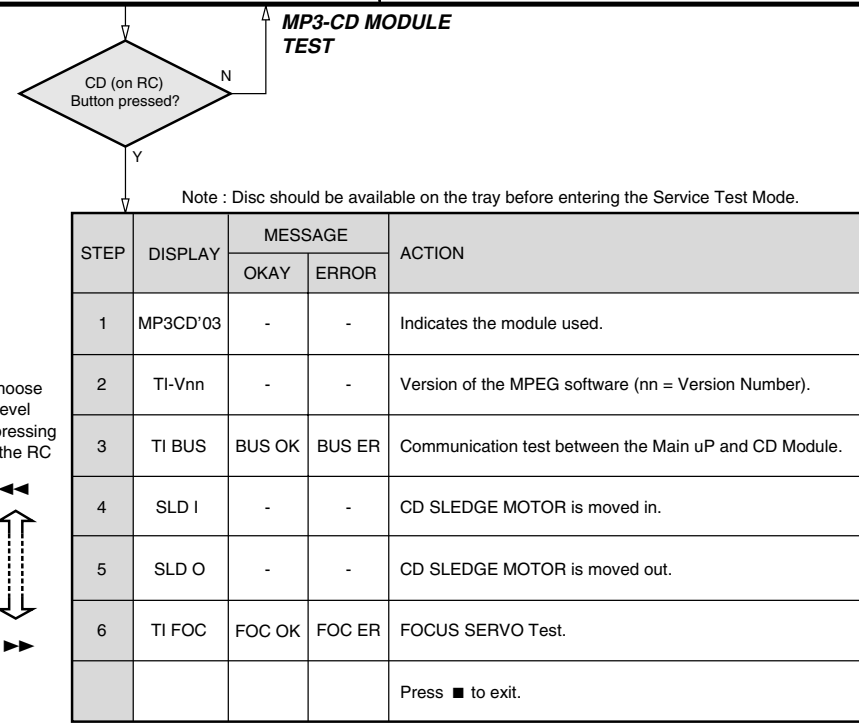 MP3-CD MODULE
TEST
CD (on RC)
Button pressed?
N
Y
Note : Disc should be available on the tray before entering the Service Test Mode.
STEP DISPLAY MESSAGE ACTION
OKAY ERROR
1 MP3CD'03 - - Indicates the module used.
2 TI-Vnn - - Version of the MPEG software (nn = Version Number).
3 TI BUS BUS OK BUS ER Communication test between the Main uP and CD Module.
4 SLD I - - CD SLEDGE MOTOR is moved in.
5 SLD O - - CD SLEDGE MOTOR is moved out.
6 TI FOC FOC OK FOC ER FOCUS SERVO Test.
Press ■ to exit.
hoose
evel
pressing
the RC
◄◄
►►